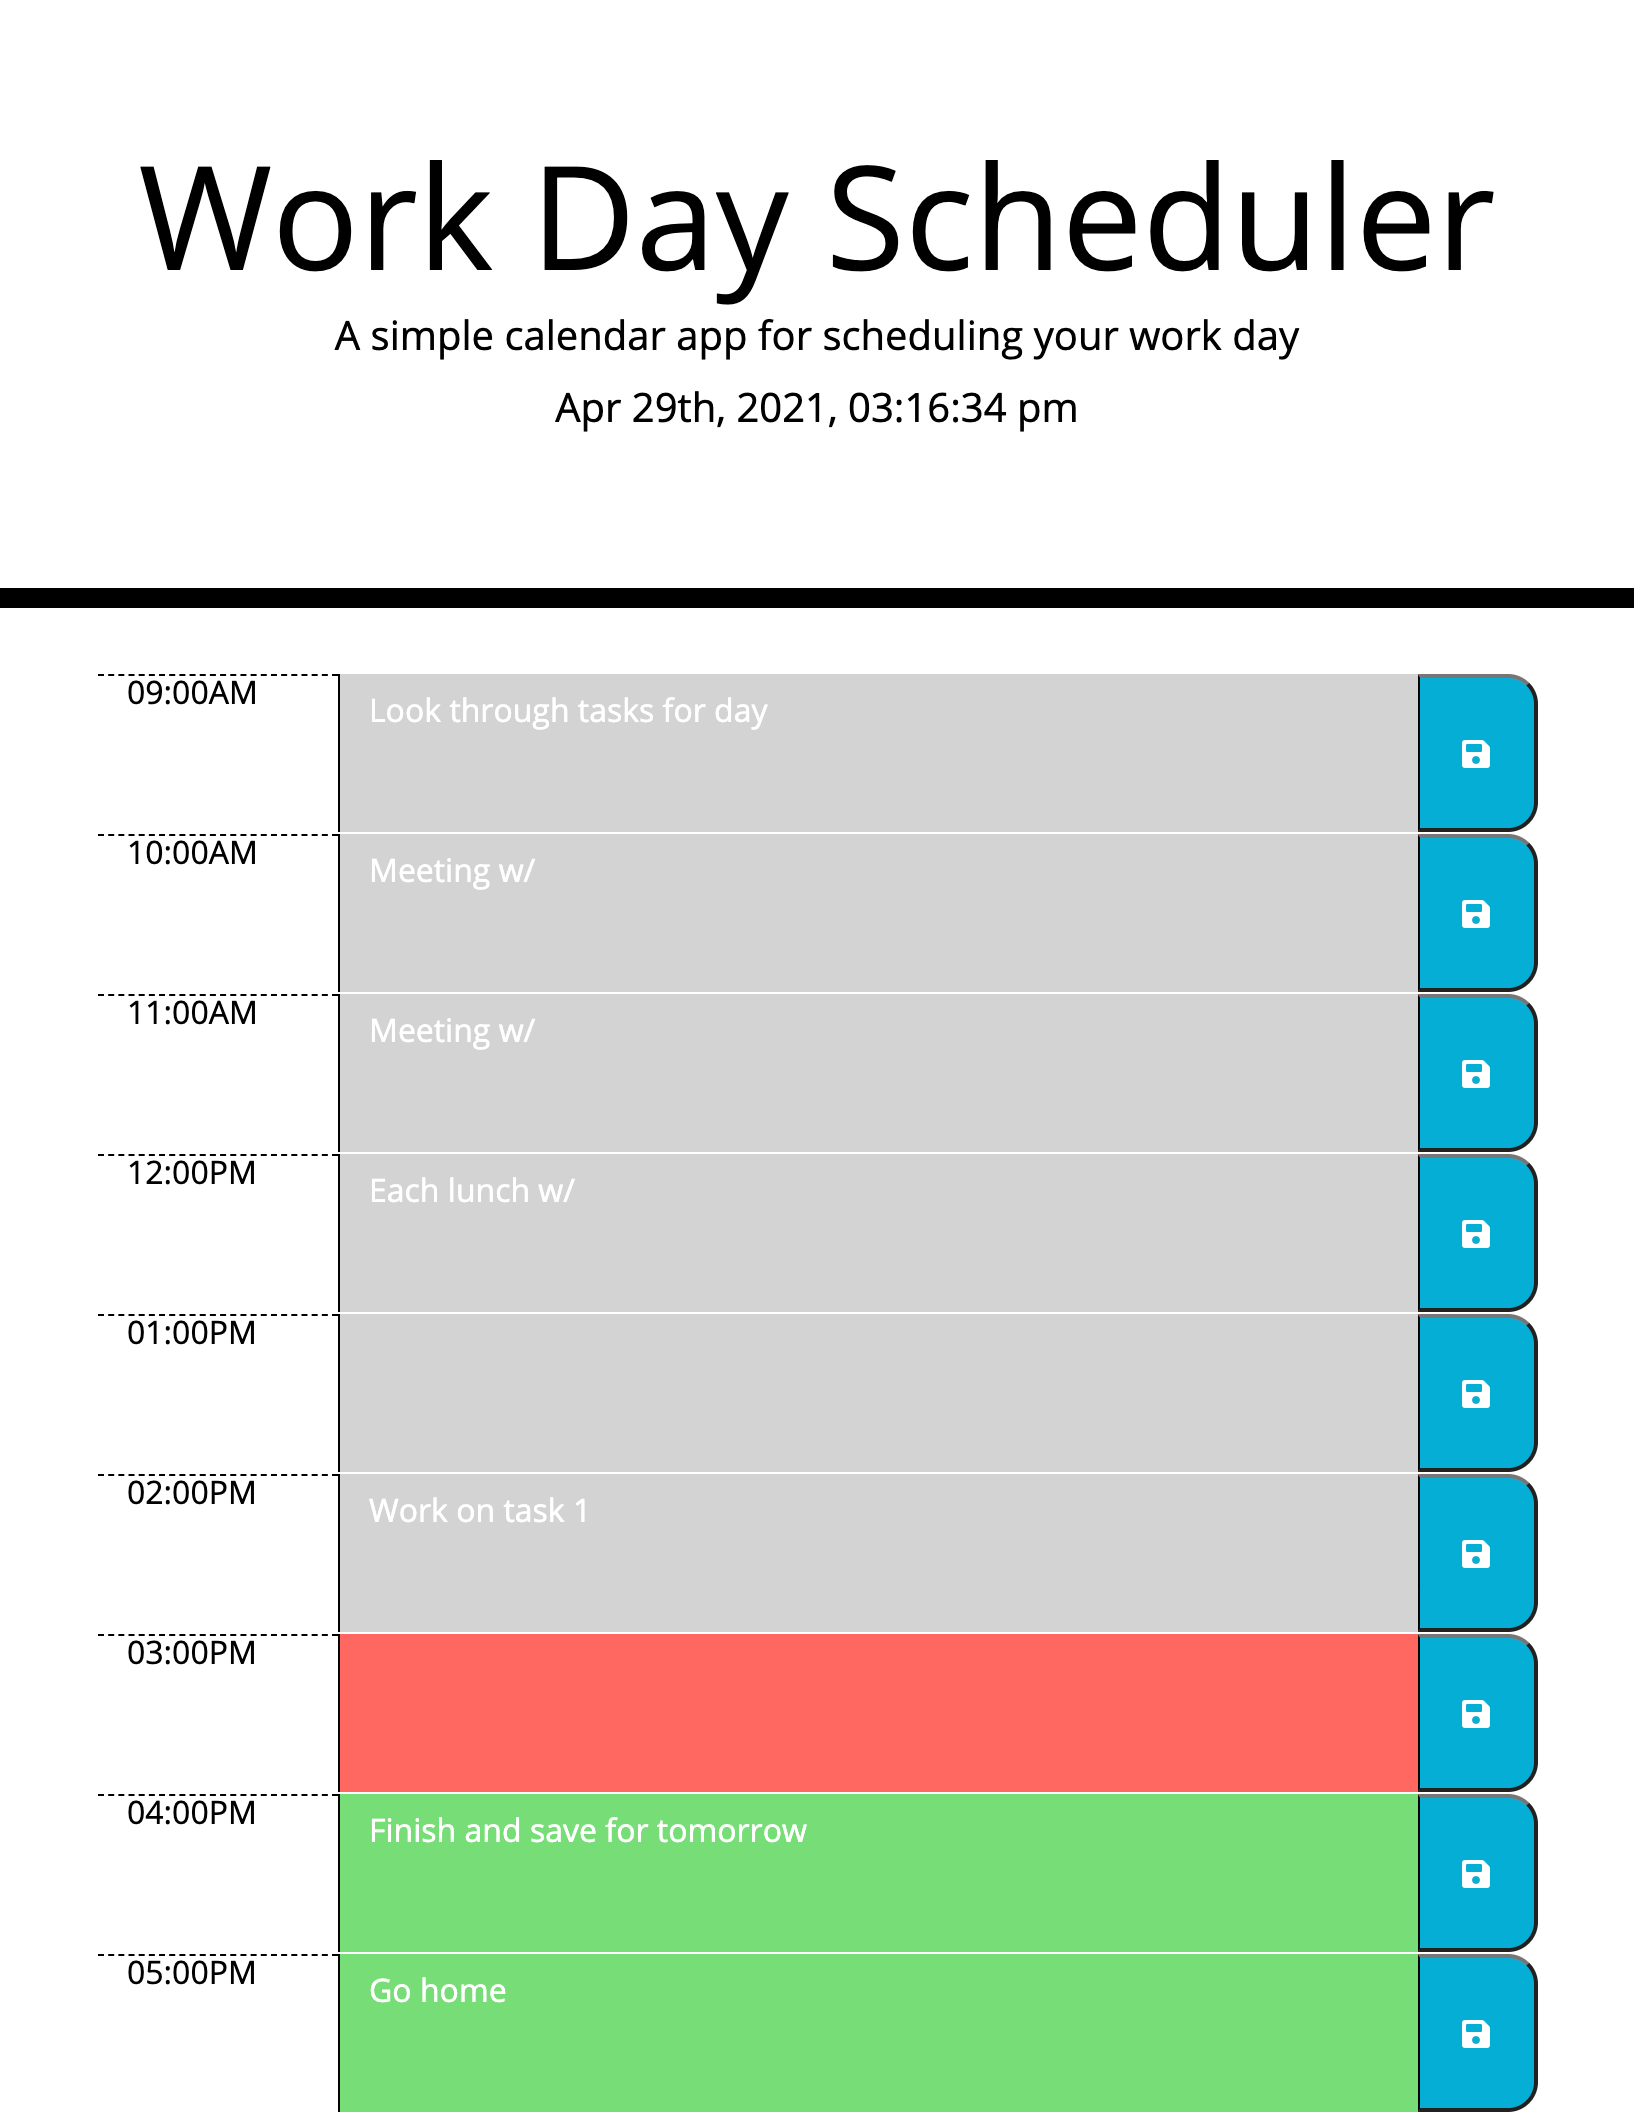 Work Day Scheduler
A simple calendar app for scheduling your work day
Apr 29th, 2021, 03:16:34 pm
09:00AM
Look through tasks for day
10:00AM
Meeting w/
11:00AM
Meeting w/
12:00PM
Each lunch w/
01:00PM
02:00PM
Work on task 1
03:00PM
04:00PM
Finish and save for tomorrow
05:00PM
Go home